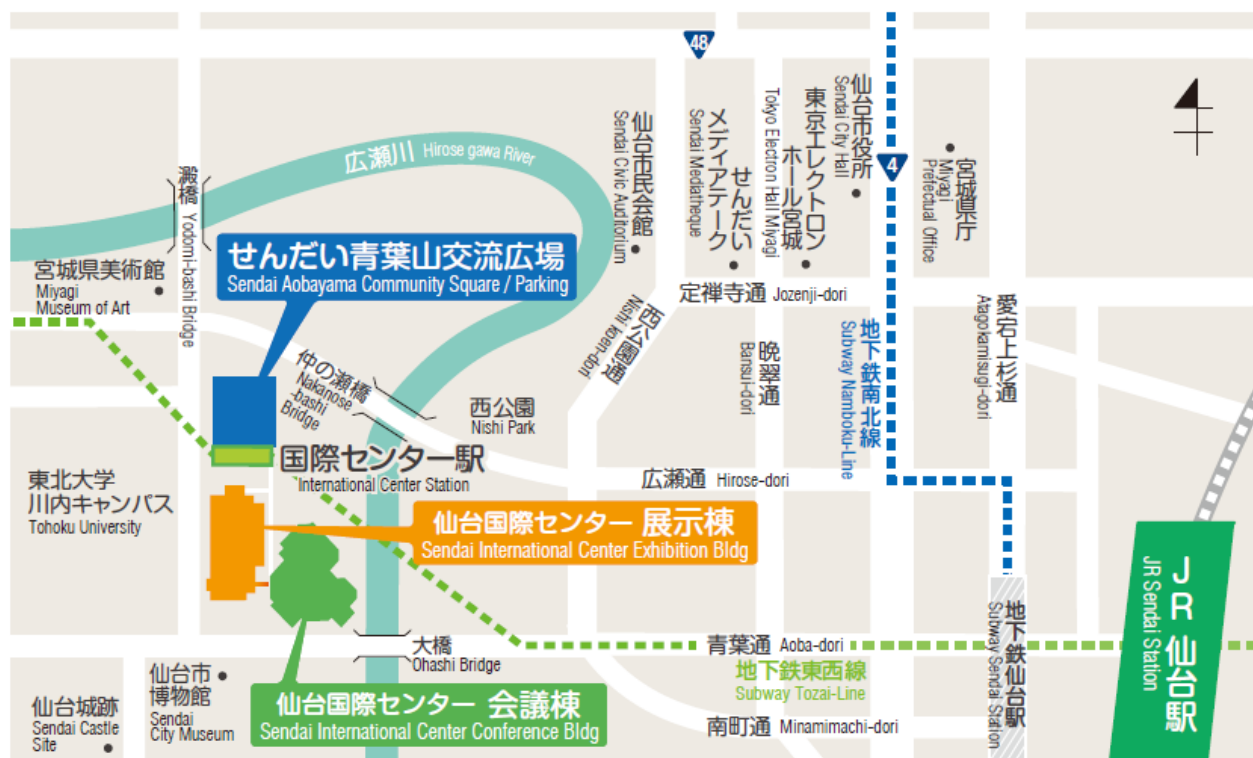 48
4
仙台市役所
Sendai City Hall
東京エレクトロン
ホール宮城
Tokyo Electron Hall Miyagi
せんだい
メディアテーク
Sendai Mediatheque
仙台市民会館
Sendai Civic Auditorium
宮城県庁
Miyagi
Prefectual Office
広瀬川 Hirose gawa River
澱橋 Yodomi-bashi Bridge
宮城県美術館
Miyagi
Museum of Art
せんだい青葉山交流広場
Sendai Aobayama Community Square / Parking
定禅寺通 Jozenji-dori
西公園通
Nishi koen-dori
晩翠通
Bansui-dori
地下鉄南北線
Subway Namboku-Line
愛宕上杉通
Atagokamisugi-dori
仲の瀬橋
Nakanose
-bashi
Bridge
西公園
Nishi Park
国際センター駅
International Center Station
広瀬通 Hirose-dori
東北大学
川内キャンパス
Tohoku University
仙台国際センター 展示棟
Sendai International Center Exhibition Bldg
JR 仙台駅
JR Sendai Station
地下鉄仙台駅
Subway Sendai Station
大橋
Ohashi Bridge
青葉通 Aoba-dori
地下鉄東西線
Subway Tozai-Line
仙台市
博物館
Sendai
City Museum
仙台城跡
Sendai Castle
Site
仙台国際センター 会議棟
Sendai International Center Conference Bldg
南町通 Minamimachi-dori